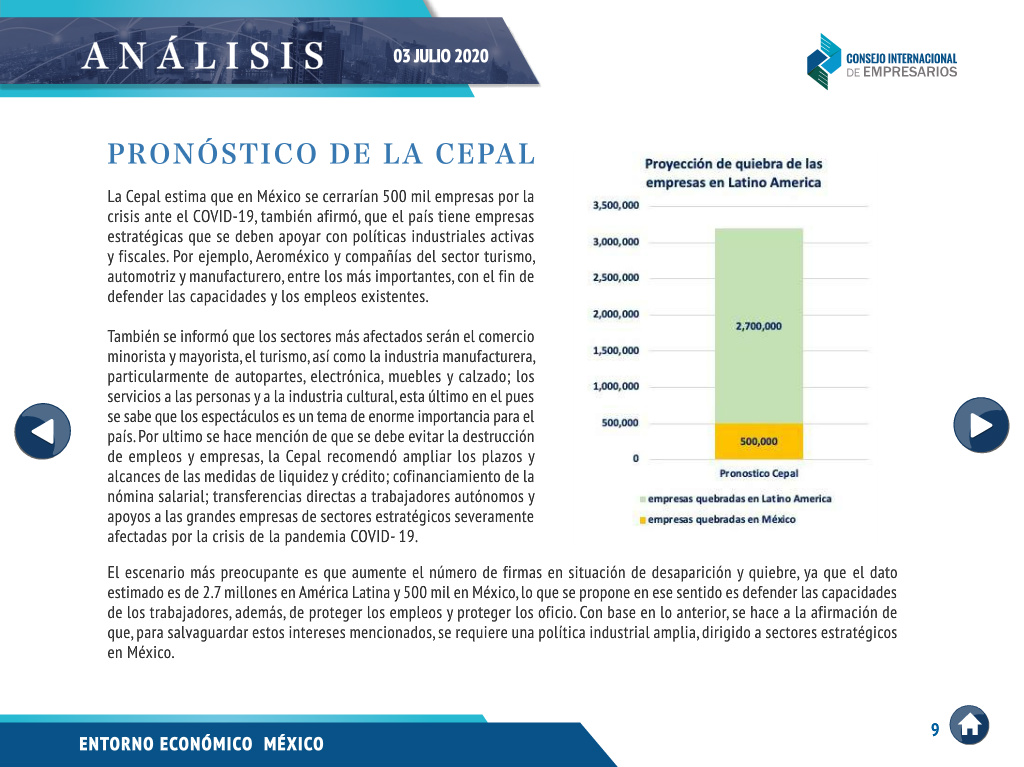 ANÁLISIS
03 JULIO 2020
CONSEJO INTERNACIONAL
DE EMPRESARIOS
PRONÓSTICO DE LA CEPAL
La Cepal estima que en México se cerrarían 500 mil empresas por la
crisis ante el COVID-19, también afirmó, que el país tiene empresas
estratégicas que se deben apoyar con políticas industriales activas
y fiscales. Por ejemplo, Aeroméxico y compañías del sector turismo,
automotriz y manufacturero, entre los más importantes, con el fin de
defender las capacidades y los empleos existentes.
También se informó que los sectores más afectados serán el comercio
minorista y mayorista, el turismo, así como la industria manufacturera,
particularmente de autopartes, electrónica, muebles y calzado; los
servicios a las personas y a la industria cultural, esta último en el pues
se sabe que los espectáculos es un tema de enorme importancia para el
país. Por ultimo se hace mención de que se debe evitar la destrucción
de empleos y empresas, la Cepal recomendó ampliar los plazos y
alcances de las medidas de liquidez y crédito; cofinanciamiento de la
nómina salarial; transferencias directas a trabajadores autónomos y
apoyos a las grandes empresas de sectores estratégicos severamente
afectadas por la crisis de la pandemia COVID- 19.
Proyección de quiebra de las
empresas en Latino America
3,500,000
3,000,000
2,500,000
2,000,000
1,500,000
1,000,000
500,000
0
2,700,000
500,000
Pronostico Cepal
empresas quebradas en Latino America
empresas quebradas en México
El escenario más preocupante es que aumente el número de firmas en situación de desaparición y quiebre, ya que el dato
estimado es de 2.7 millones en América Latina y 500 mil en México, lo que se propone en ese sentido es defender las capacidades
de los trabajadores, además, de proteger los empleos y proteger los oficio. Con base en lo anterior, se hace a la afirmación de
que, para salvaguardar estos intereses mencionados, se requiere una política industrial amplia, dirigido a sectores estratégicos
en México.
9
ENTORNO ECONÓMICO MÉXICO